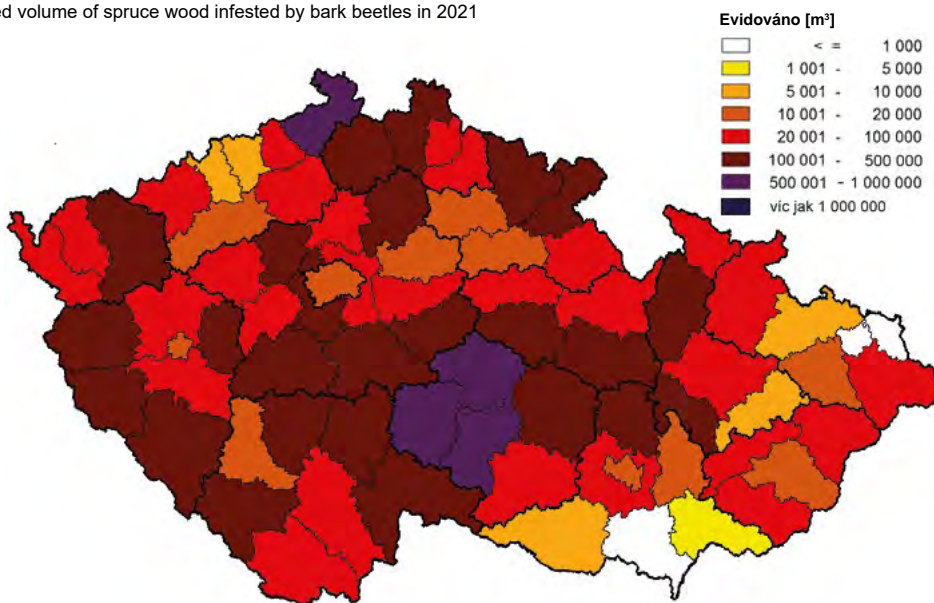 ed volume of spruce wood infested by bark beetles in 2021
Evidováno [m³]
< = 1 000
1 001 - 5 000
5 001 - 10 000
10 001 - 20 000
20 001 - 100 000
100 001 - 500 000
500 001 - 1 000 000
víc jak 1 000 000